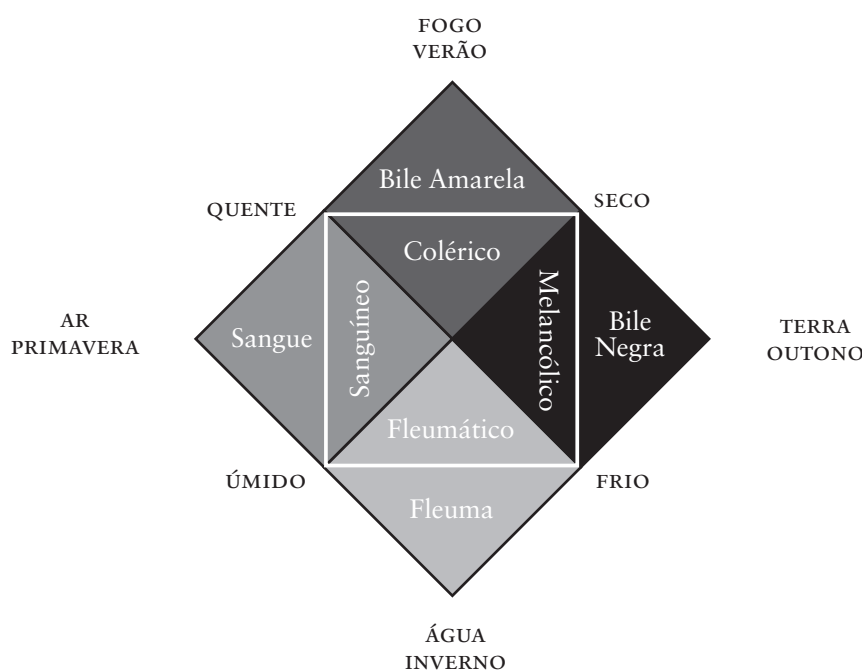 FOGO
VERÃO
Bile Amarela
QUENTE
SECO
Colérico
AR
PRIMAVERA
Sangue
Sanguíneo
Melancólico
Bile
Negra
TERRA
OUTONO
Fleumático
ÚMIDO
FRIO
Fleuma
ÁGUA
INVERNO